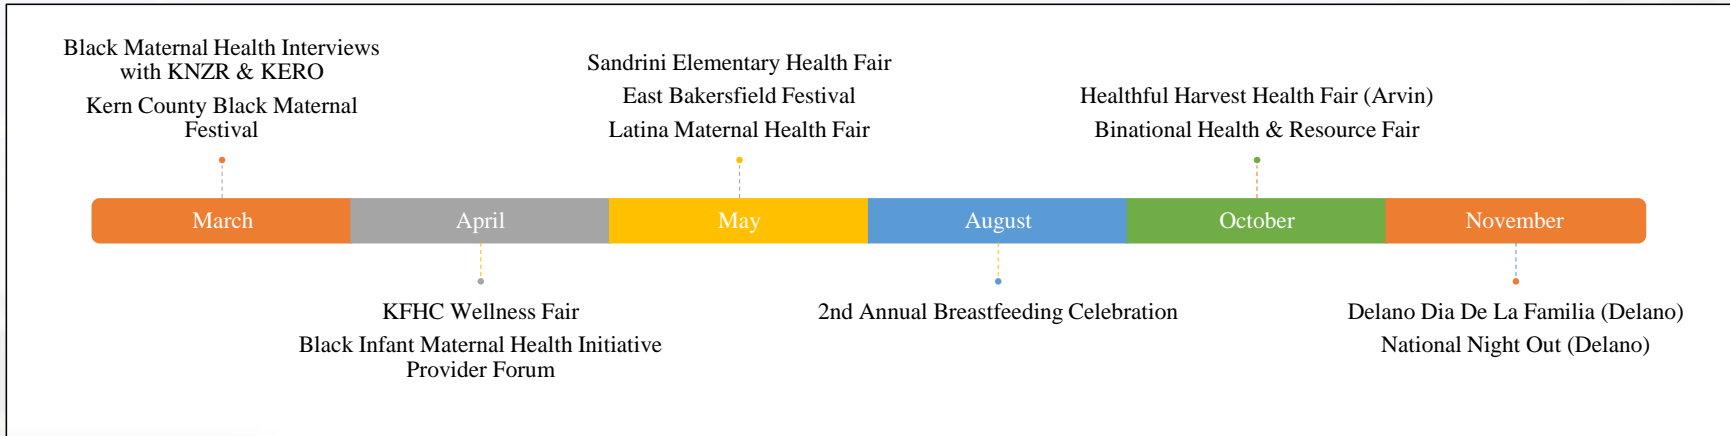 Black Maternal Health Interviews
with KNZR & KERO
Kern County Black Maternal
Festival
Sandrini Elementary Health Fair
East Bakersfield Festival
Latina Maternal Health Fair
Healthful Harvest Health Fair (Arvin)
Binational Health & Resource Fair
March
April
May
August
October
November
KFHC Wellness Fair
Black Infant Maternal Health Initiative
Provider Forum
2nd Annual Breastfeeding Celebration
Delano Dia De La Familia (Delano)
National Night Out (Delano)